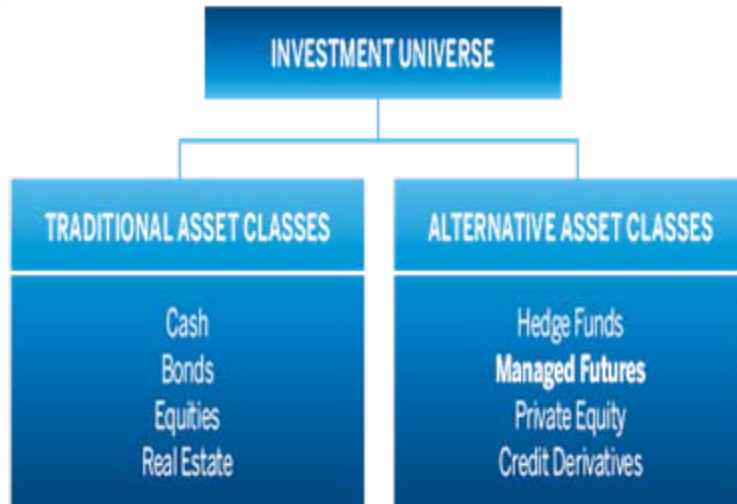 INVESTMENT UNIVERSE
TRADITIONAL ASSET CLASSES
Cash
Bonds
Equities
Real Estate
ALTERNATIVE ASSET CLASSES
Hedge Funds
Managed Futures
Private Equity
Credit Derivatives